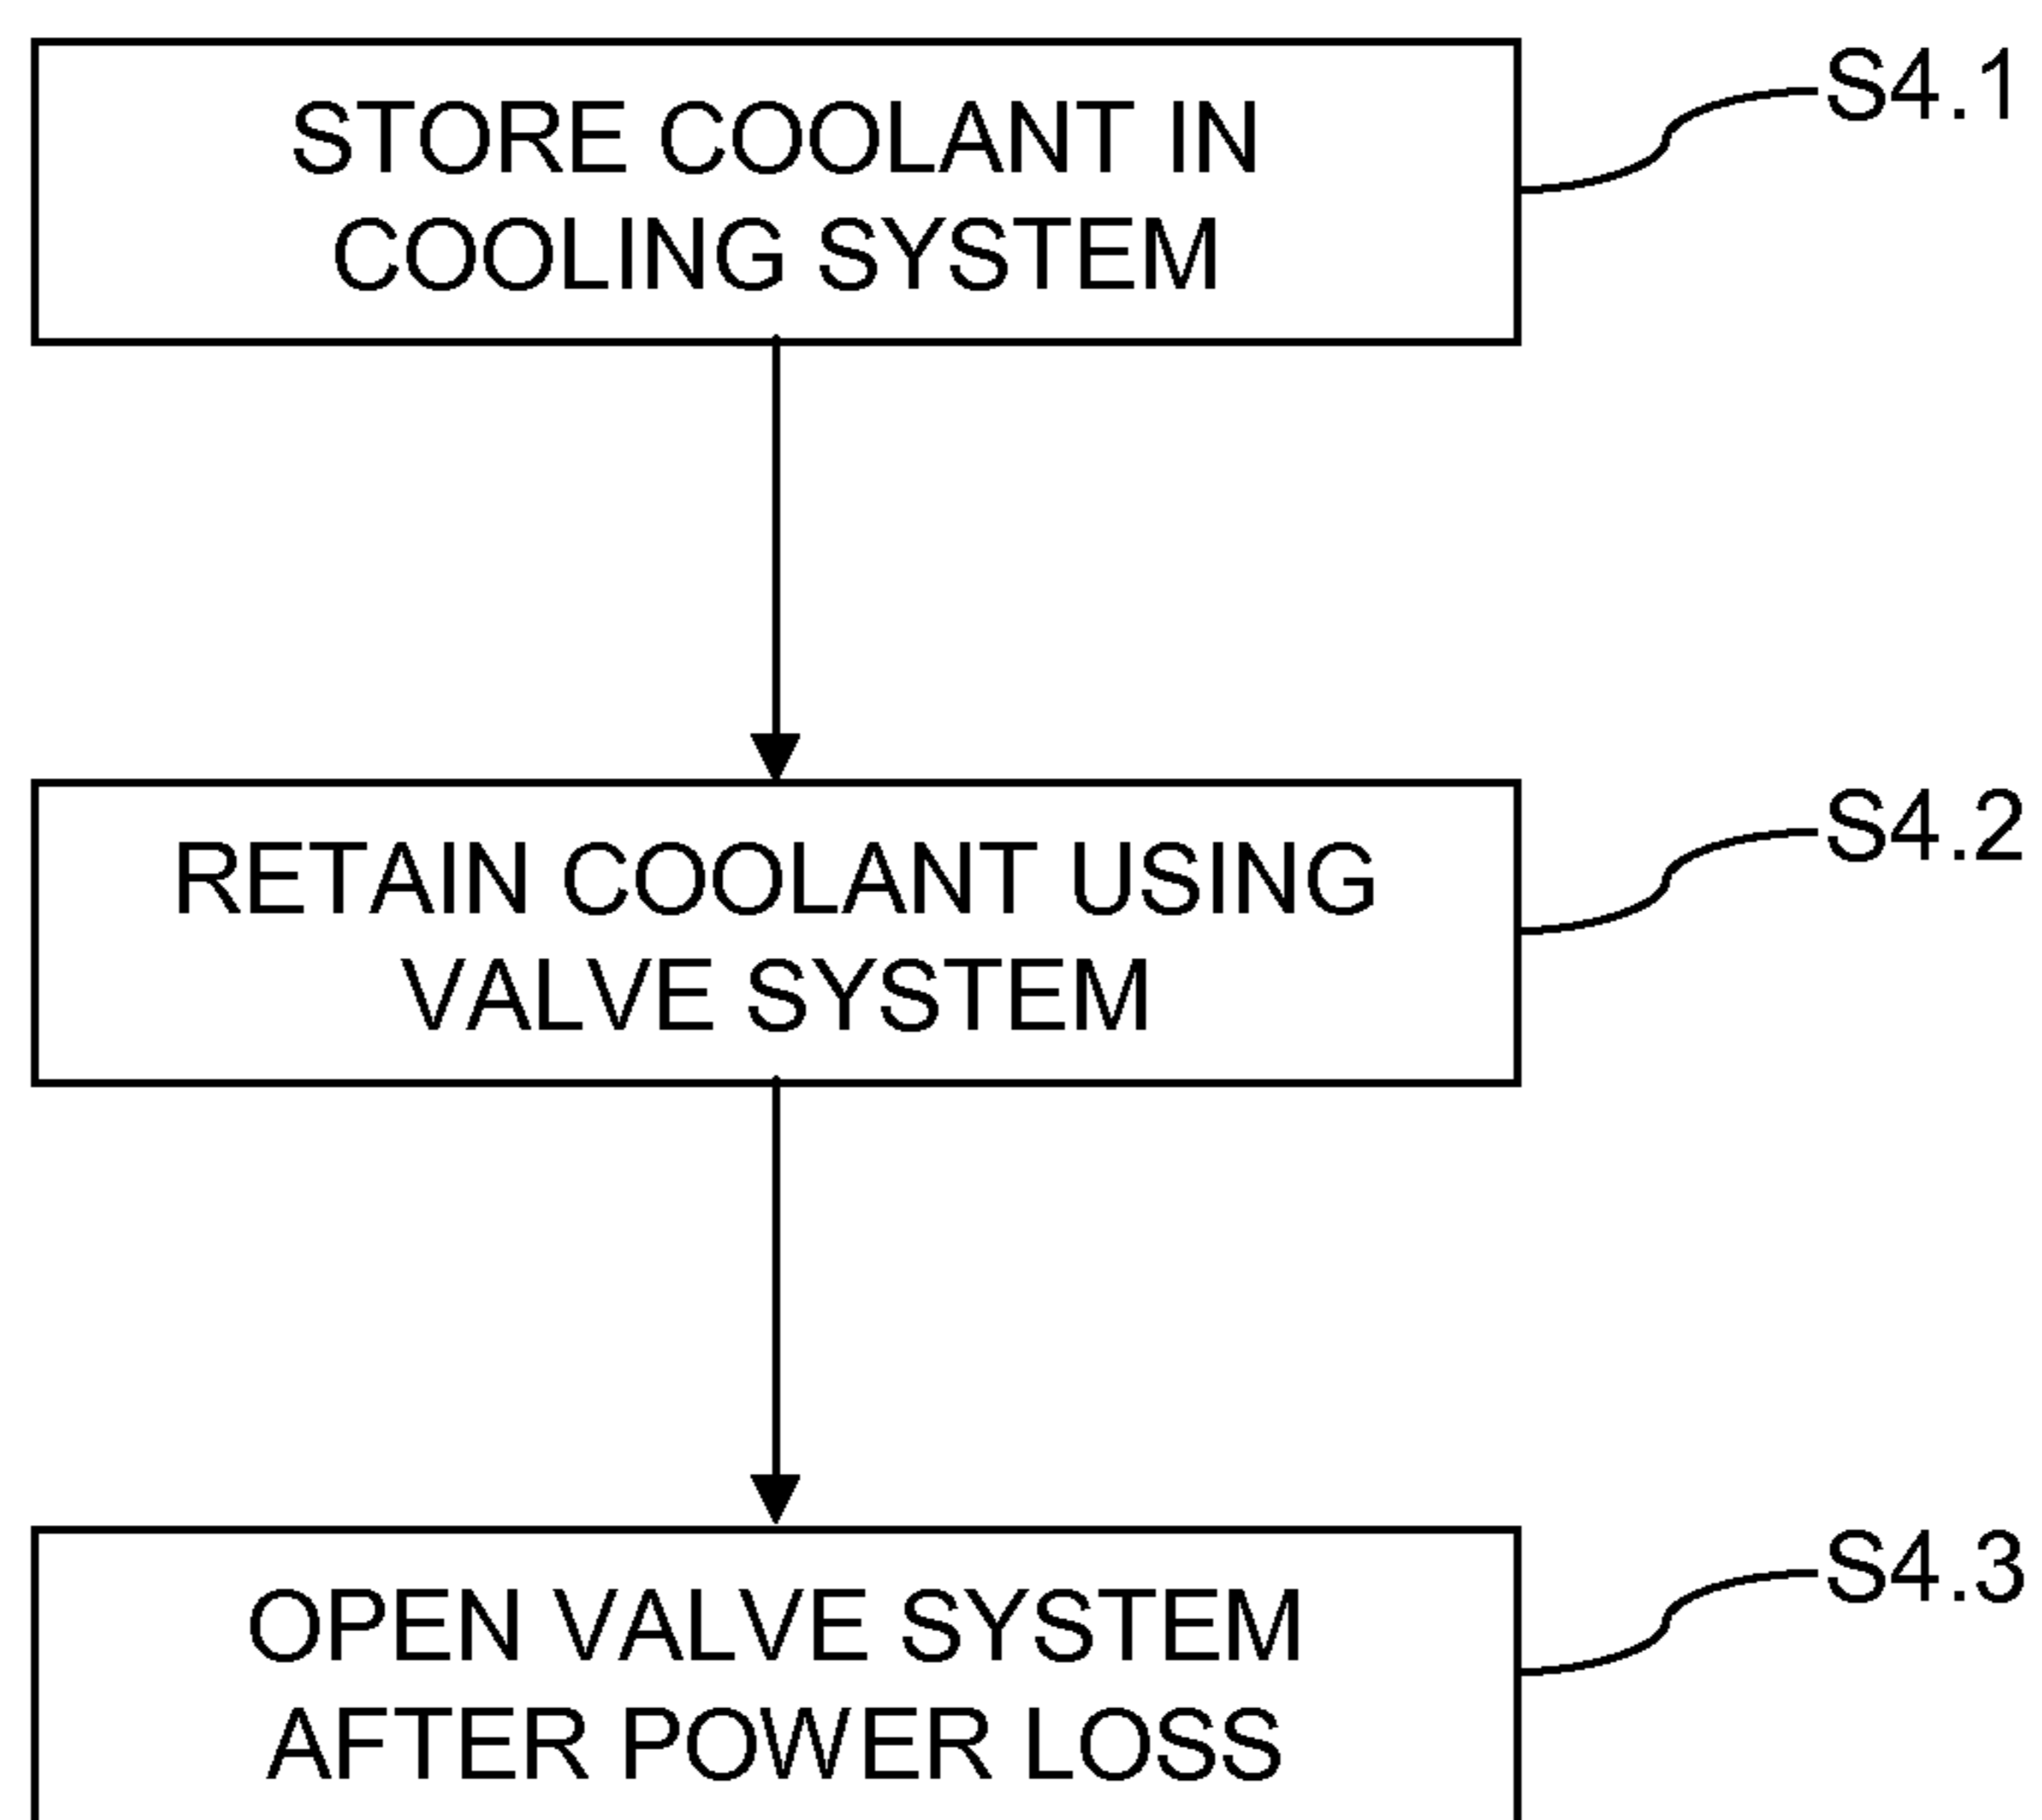 STORE COOLANT IN
COOLING SYSTEM
S4.1
RETAIN COOLANT USING
VALVE SYSTEM
S4.2
OPEN VALVE SYSTEM
AFTER POWER LOSS
S4.3